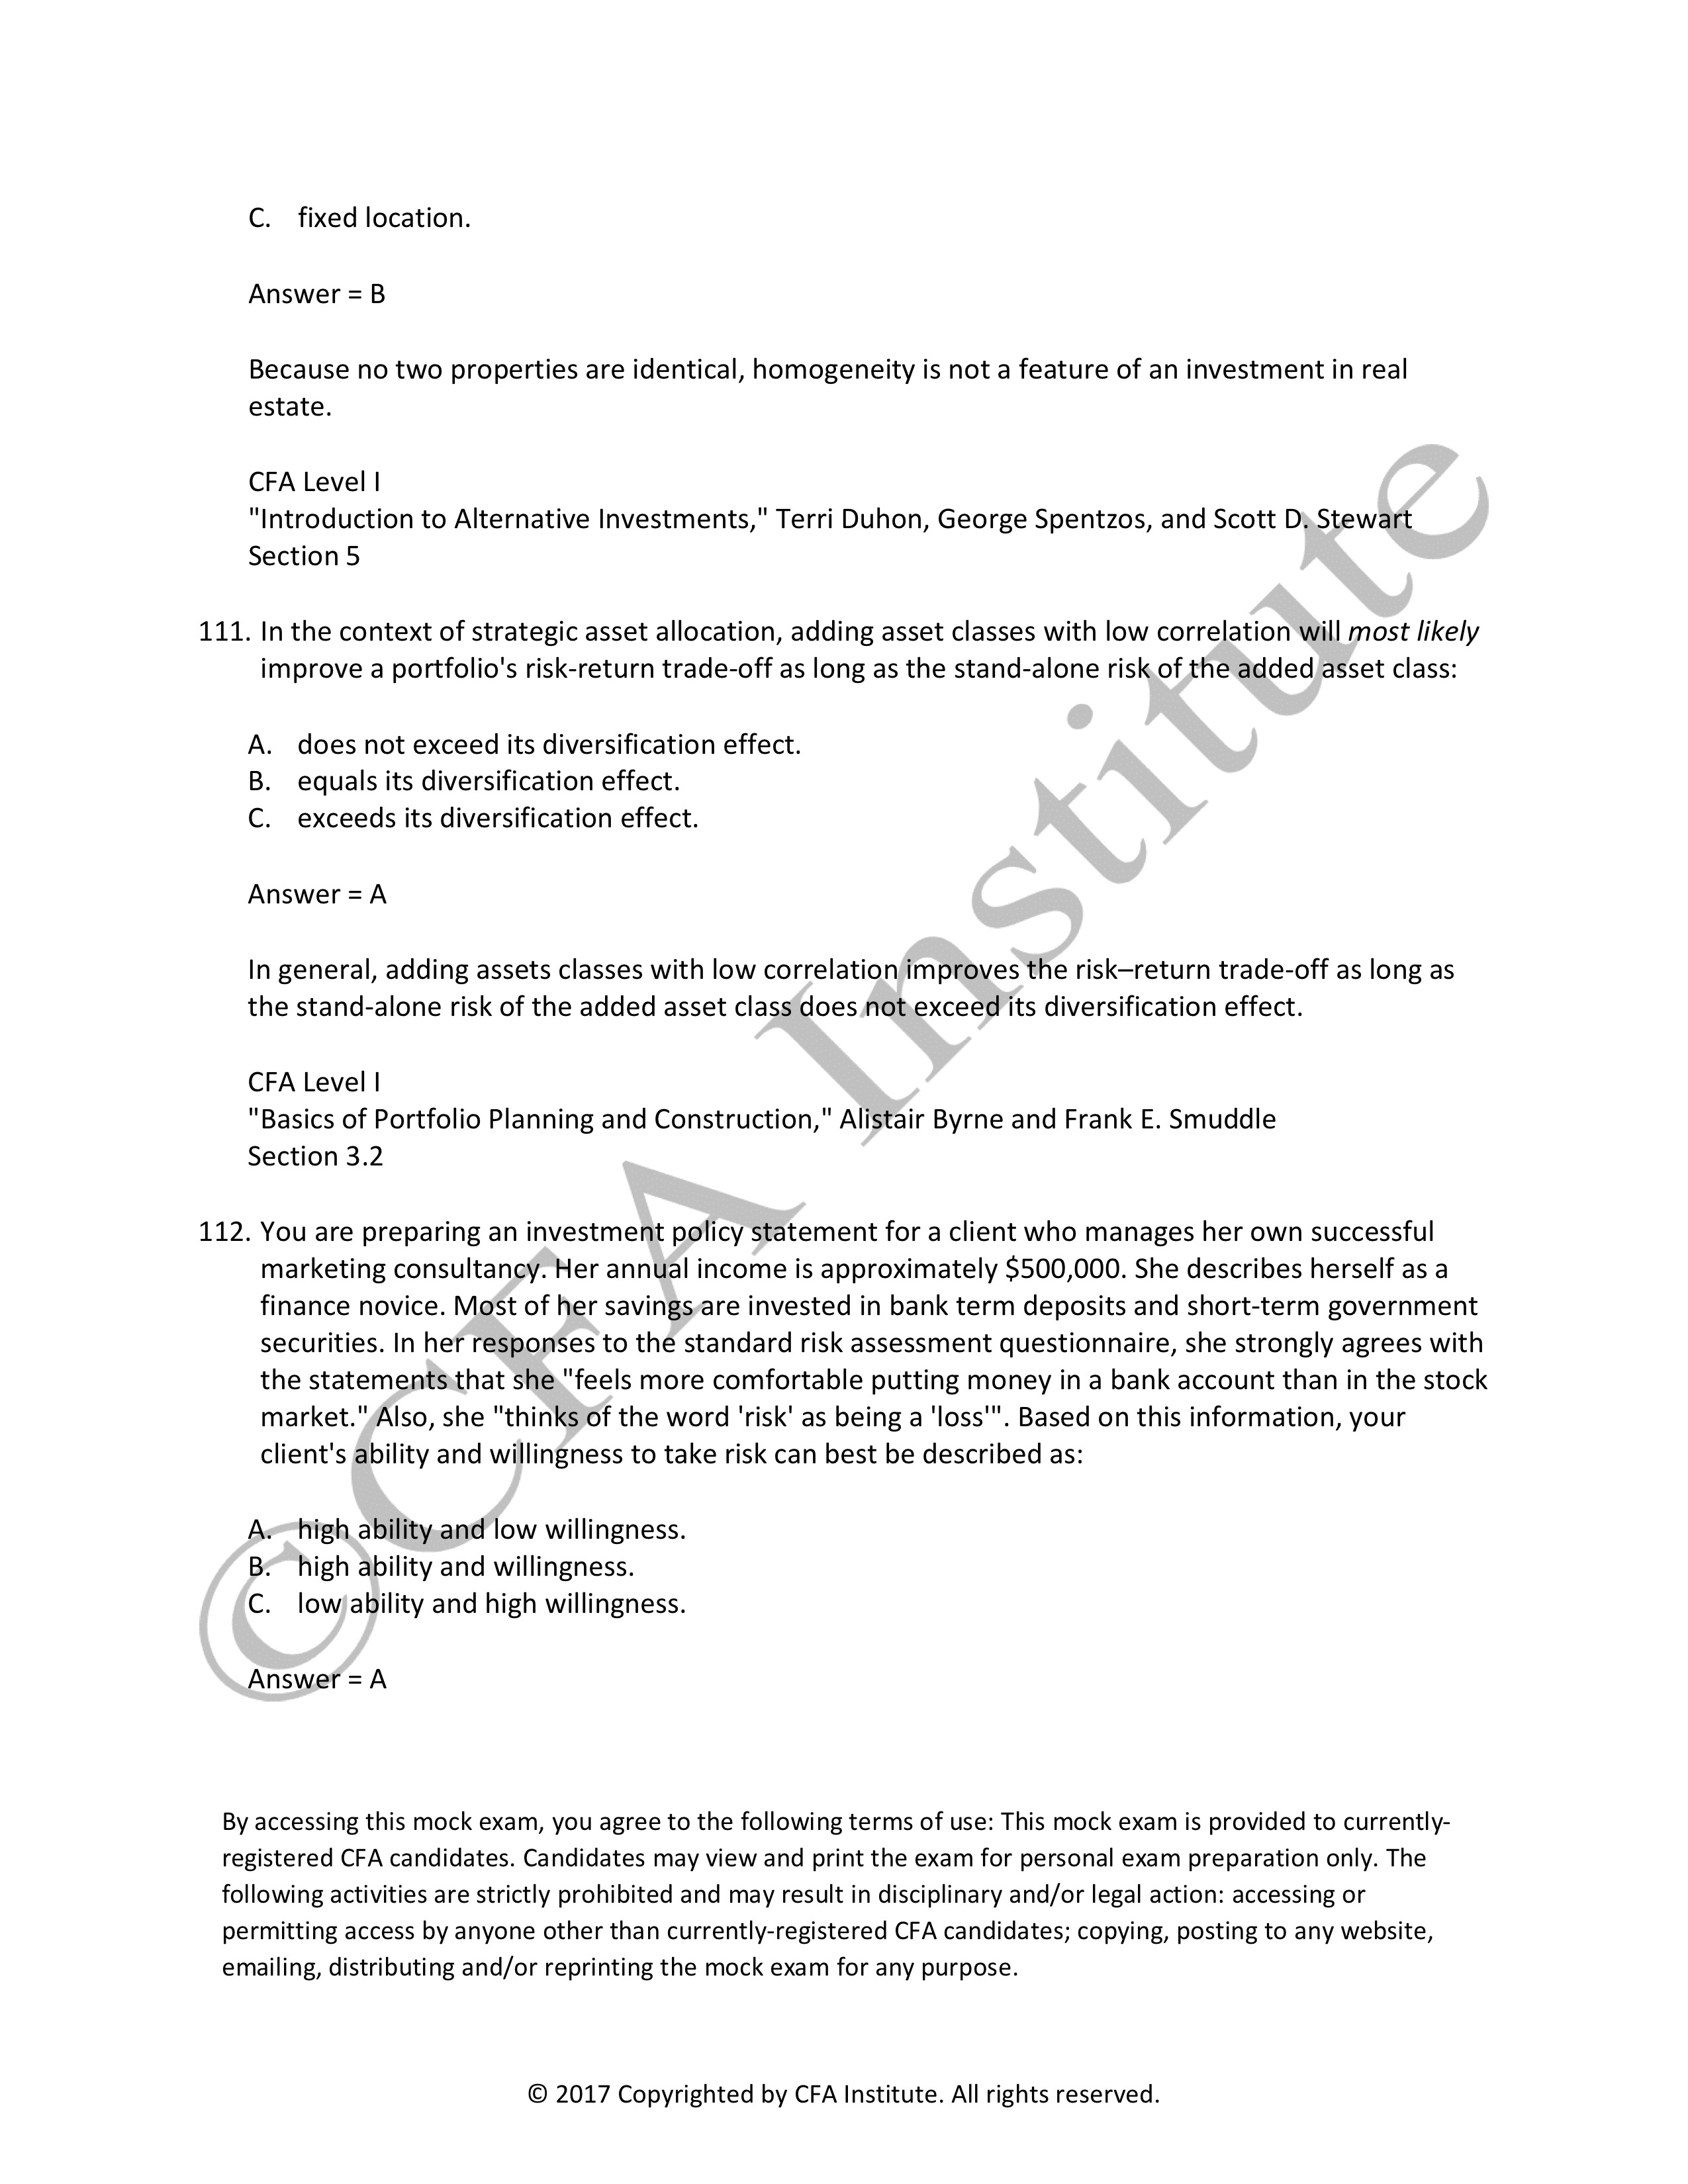 C. fixed location.
Answer = B
Because no two properties are identical, homogeneity is not a feature of an investment in real
estate.
CFA Level I
"Introduction to Alternative Investments," Terri Duhon, George Spentzos, and Scott D. Stewart
Section 5
111. In the context of strategic asset allocation, adding asset classes with low correlation will most likely
improve a portfolio's risk-return trade-off as long as the stand-alone risk of the added asset class:
A. does not exceed its diversification effect.
B. equals its diversification effect.
C. exceeds its diversification effect.
Answer = A
In general, adding assets classes with low correlation improves the risk–return trade-off as long as
the stand-alone risk of the added asset class does not exceed its diversification effect.
CFA Level I
"Basics of Portfolio Planning and Construction," Alistair Byrne and Frank E. Smuddle
Section 3.2
112. You are preparing an investment policy statement for a client who manages her own successful
marketing consultancy. Her annual income is approximately $500,000. She describes herself as a
finance novice. Most of her savings are invested in bank term deposits and short-term government
securities. In her responses to the standard risk assessment questionnaire, she strongly agrees with
the statements that she "feels more comfortable putting money in a bank account than in the stock
market." Also, she "thinks of the word 'risk' as being a 'loss'". Based on this information, your
client's ability and willingness to take risk can best be described as:
A. high ability and low willingness.
B. high ability and willingness.
C. low ability and high willingness.
Answer = A
By accessing this mock exam, you agree to the following terms of use: This mock exam is provided to currently-
registered CFA candidates. Candidates may view and print the exam for personal exam preparation only. The
following activities are strictly prohibited and may result in disciplinary and/or legal action: accessing or
permitting access by anyone other than currently-registered CFA candidates; copying, posting to any website,
emailing, distributing and/or reprinting the mock exam for any purpose.
© 2017 Copyrighted by CFA Institute. All rights reserved.
©CFA Institute